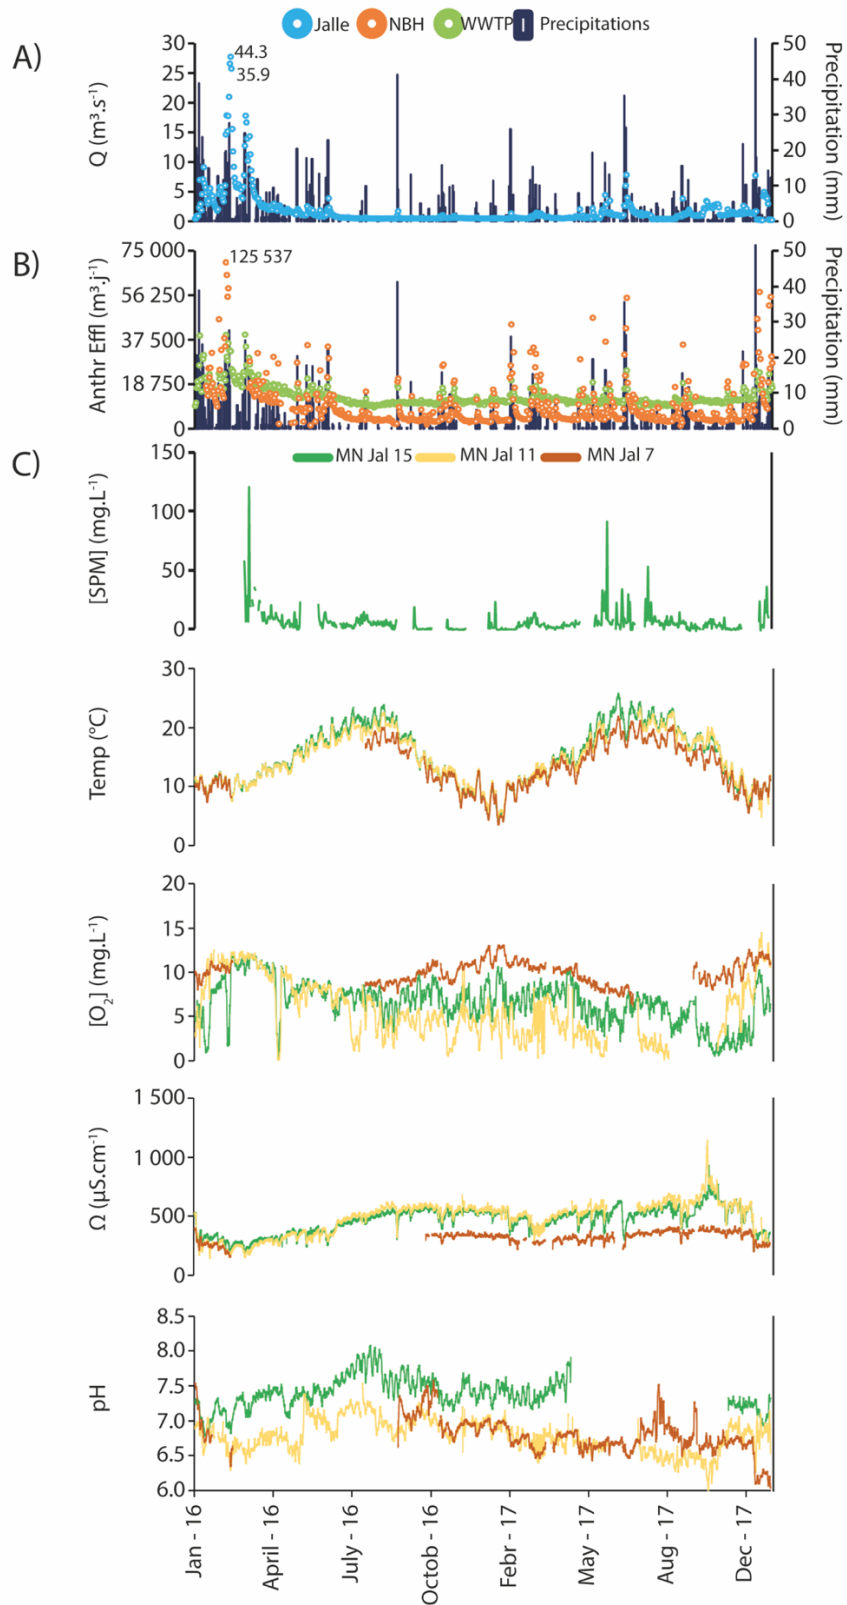 Jalle NBH WWTP Precipitations
A)
Q (m³.s⁻¹)
30
25
20
15
10
5
0
44.3
35.9
50
40
30
20
10
0
Precipitation (mm)
B)
Anthr Effl (m³.j⁻¹)
75 000
56 250
37 500
18 750
0
125 537
50
40
30
20
10
0
Precipitation (mm)
C)
MN Jal 15 MN Jal 11 MN Jal 7
[SPM] (mg.L⁻¹)
150
100
50
0
Temp (°C)
30
20
10
0
[O₂] (mg.L⁻¹)
20
15
10
5
0
Ω (µS.cm⁻¹)
1 500
1 000
500
0
pH
8.5
8.0
7.5
7.0
6.5
6.0
Jan - 16
April - 16
July - 16
Octob - 16
Febr - 17
May - 17
Aug - 17
Dec - 17